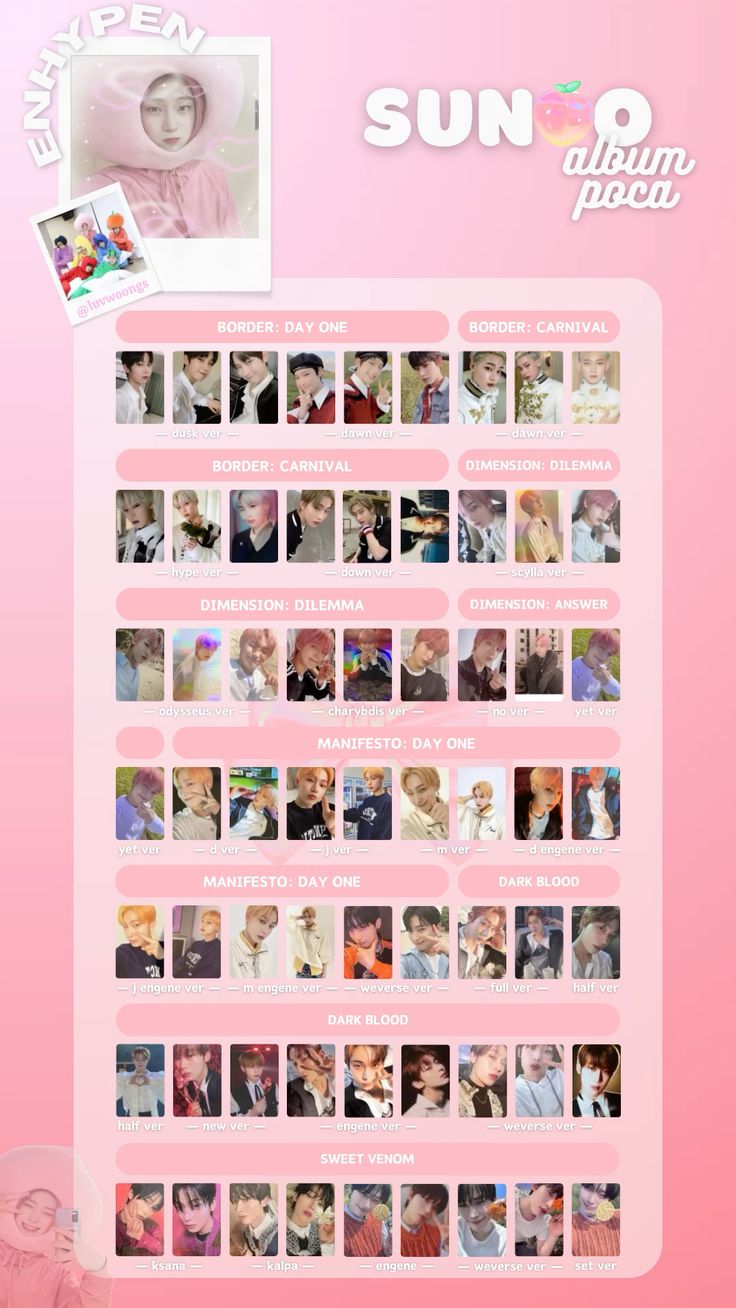 ENHYPEN
SUNOO
album
poca
@luvwoongs
BORDER: DAY ONE
BORDER: CARNIVAL
— dusk ver —
— dawn ver —
— dawn ver —
BORDER: CARNIVAL
DIMENSION: DILEMMA
— hype ver —
— down ver —
— scylla ver —
DIMENSION: DILEMMA
DIMENSION: ANSWER
— odysseus ver —
— charybdis ver —
— no ver —
yet ver
MANIFESTO: DAY ONE
yet ver
— d ver —
— j ver —
— m ver —
— d engene ver —
MANIFESTO: DAY ONE
DARK BLOOD
— j engene ver —
— m engene ver —
— weverse ver —
— full ver —
half ver
DARK BLOOD
half ver
— new ver —
— engene ver —
— weverse ver —
SWEET VENOM
— ksana —
— kalpa —
— engene —
— weverse ver —
set ver